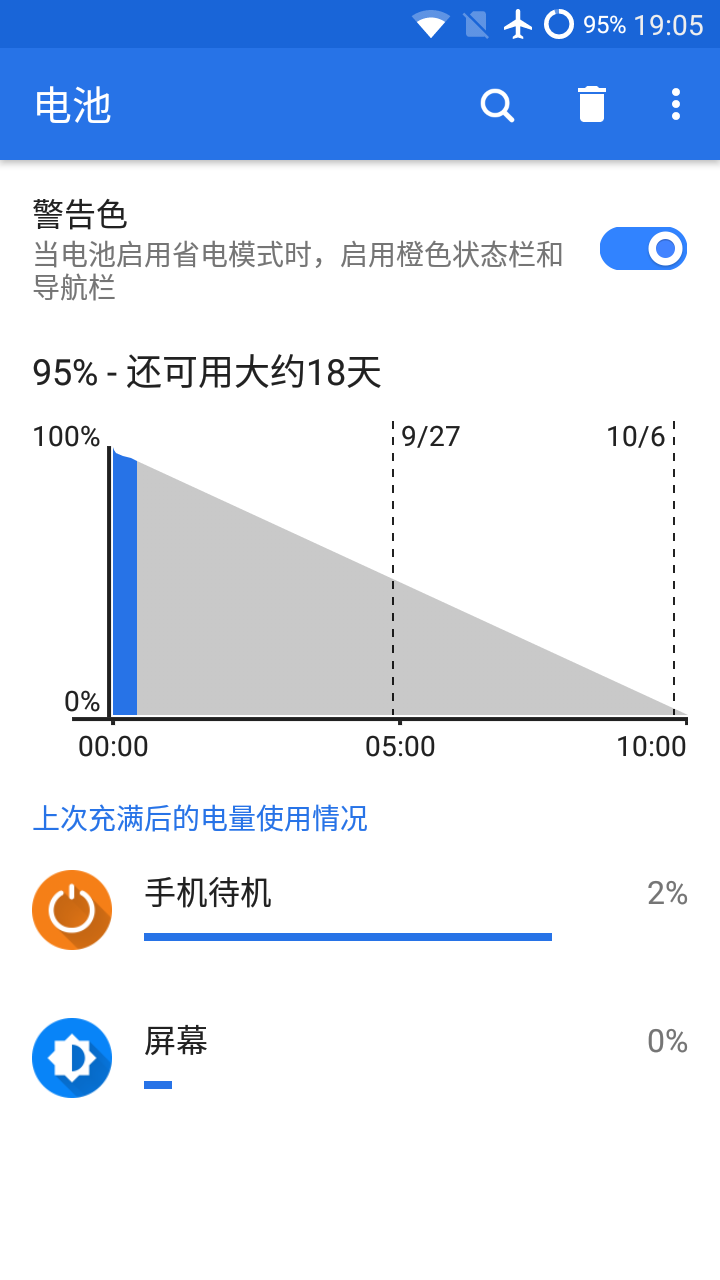 95% 19:05
电池
警告色
当电池启用省电模式时，启用橙色状态栏和
导航栏
95% - 还可用大约18天
100% 9/27 10/6
0%
00:00 05:00 10:00
上次充满后的电量使用情况
手机待机 2%
屏幕 0%